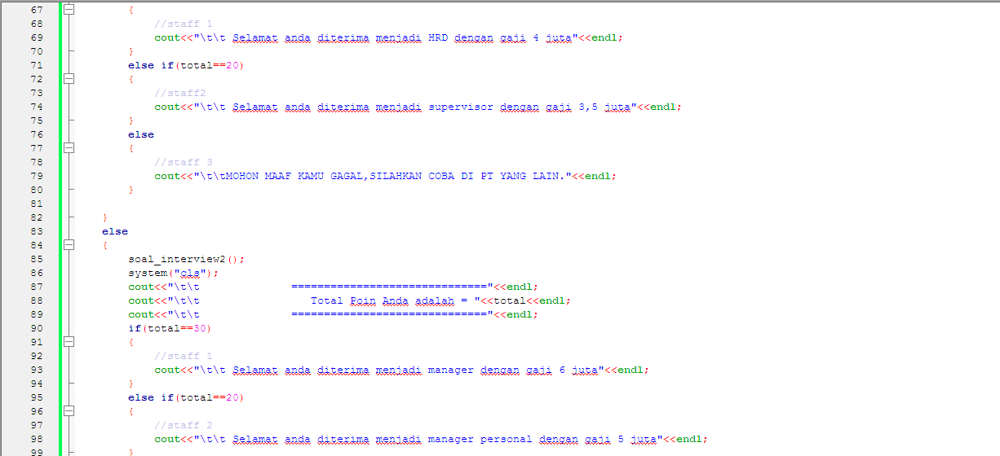 67 {
68 //staff 1
69 cout<<"\t\t Selamat anda diterima menjadi HRD dengan gaji 4 juta"<<endl;
70 }
71 else if(total==20)
72 {
73 //staff2
74 cout<<"\t\t Selamat anda diterima menjadi supervisor dengan gaji 3,5 juta"<<endl;
75 }
76 else
77 {
78 //staff 3
79 cout<<"\t\tMOHON MAAF KAMU GAGAL,SILAHKAN COBA DI PT YANG LAIN."<<endl;
80 }
81
82 }
83 else
84 {
85 soal_interview2();
86 system("cls");
87 cout<<"\t\t              =============================="<<endl;
88 cout<<"\t\t                 Total Poin Anda adalah = "<<total<<endl;
89 cout<<"\t\t              =============================="<<endl;
90 if(total==30)
91 {
92 //staff 1
93 cout<<"\t\t Selamat anda diterima menjadi manager dengan gaji 6 juta"<<endl;
94 }
95 else if(total==20)
96 {
97 //staff 2
98 cout<<"\t\t Selamat anda diterima menjadi manager personal dengan gaji 5 juta"<<endl;
99 }